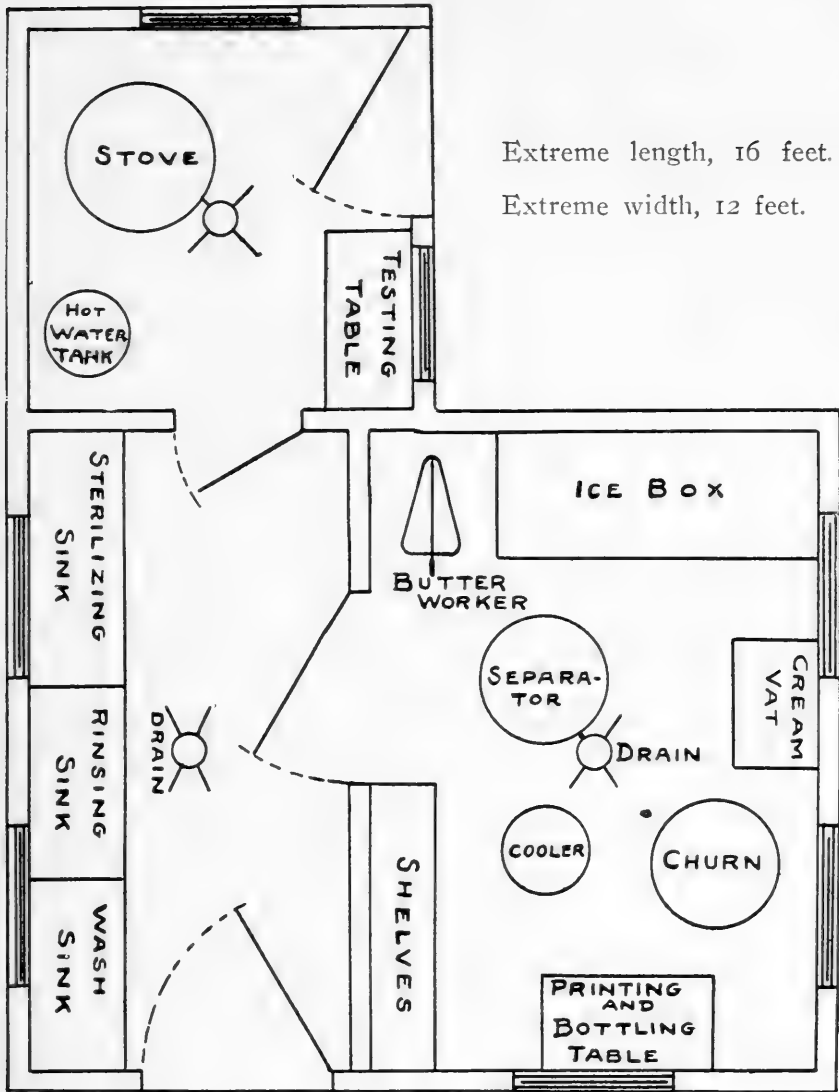 STOVE
Extreme length, 16 feet.
Extreme width, 12 feet.
HOT
WATER
TANK
TESTING
TABLE
STERILIZING
SINK
ICE BOX
BUTTER
WORKER
SEPARA-
TOR
CREAM
VAT
RINSING
SINK
DRAIN
DRAIN
COOLER
CHURN
SHELVES
WASH
SINK
PRINTING
AND
BOTTLING
TABLE